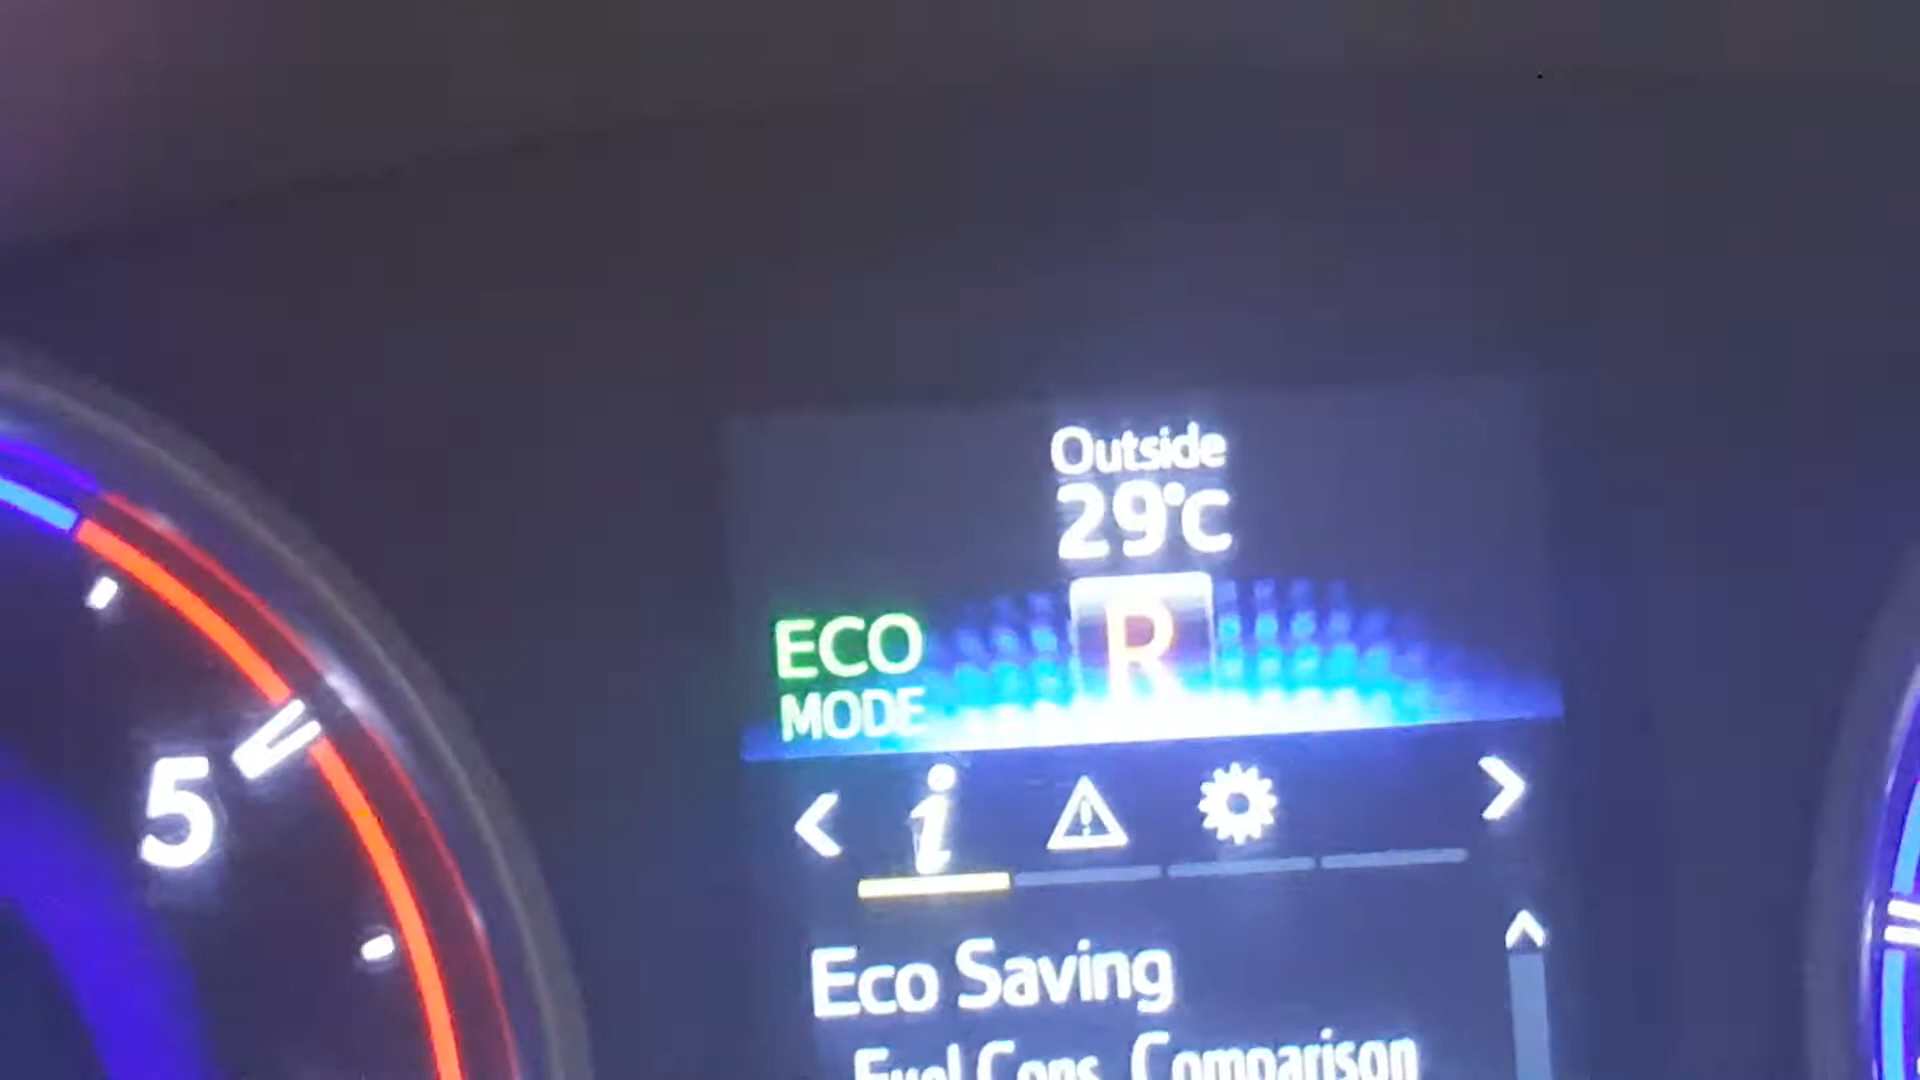 Outside
29°C
R
ECO
MODE
5
i
Eco Saving
Fuel Cons. Comparison